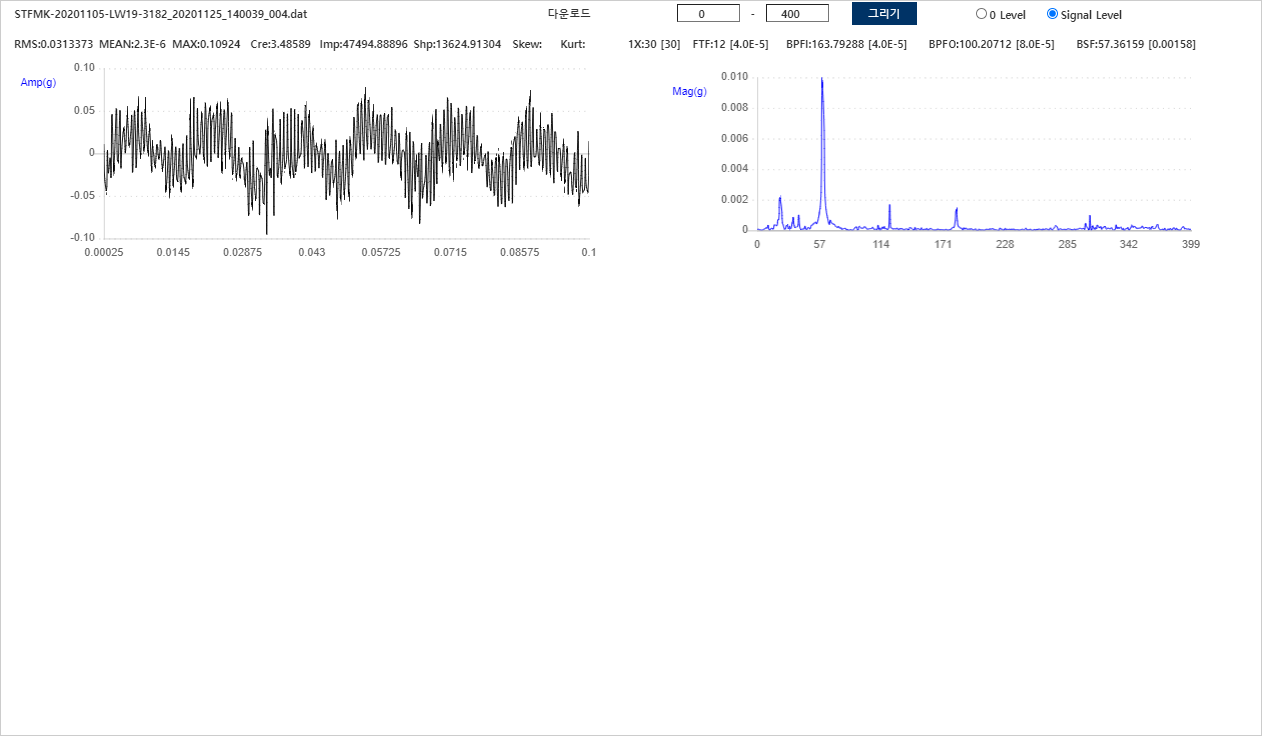 STFMK-20201105-LW19-3182_20201125_140039_004.dat 다운로드 0 - 400 그리기 0 Level Signal Level
RMS:0.0313373 MEAN:2.3E-6 MAX:0.10924 Cre:3.48589 Imp:47494.88896 Shp:13624.91304 Skew: Kurt: 1X:30 [30] FTF:12 [4.0E-5] BPFI:163.79288 [4.0E-5] BPFO:100.20712 [8.0E-5] BSF:57.36159 [0.00158]
Amp(g)
0.10
0.05
0
-0.05
-0.10
0.00025 0.0145 0.02875 0.043 0.05725 0.0715 0.08575 0.1
Mag(g)
0.010
0.008
0.006
0.004
0.002
0
0 57 114 171 228 285 342 399